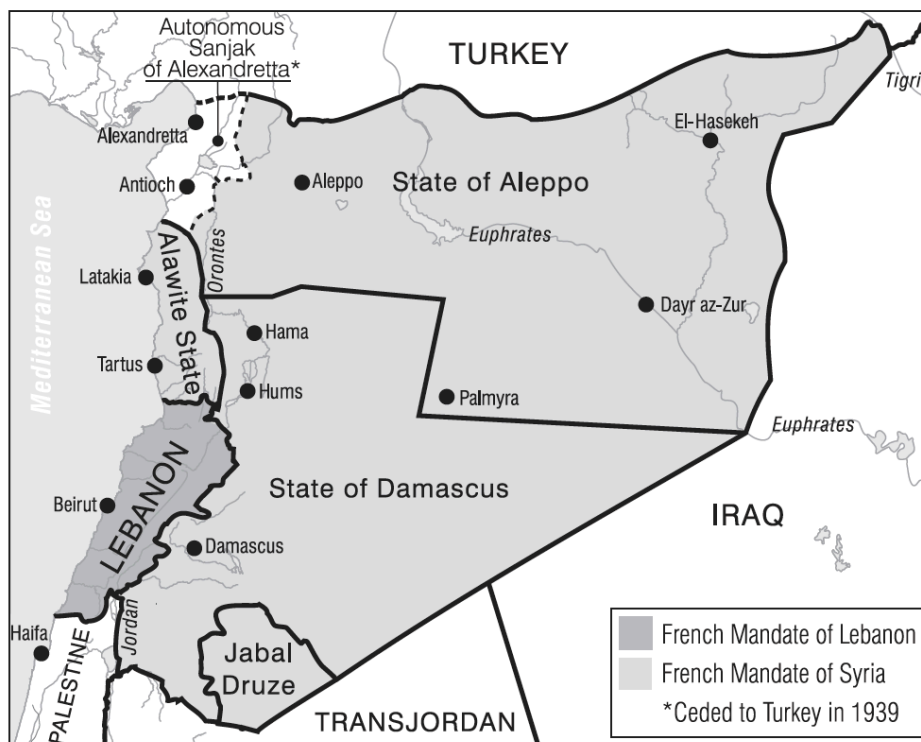 Autonomous
Sanjak
of Alexandretta*
TURKEY
Tigri
Alexandretta
El-Hasekeh
Antioch
Aleppo
State of Aleppo
Mediterranean Sea
Orontes
Euphrates
Alawite State
Latakia
Dayr az-Zur
Hama
Tartus
Hums
Palmyra
Euphrates
LEBANON
State of Damascus
Beirut
IRAQ
Damascus
Haifa
PALESTINE
Jordan
Jabal
Druze
TRANSJORDAN
French Mandate of Lebanon
French Mandate of Syria
*Ceded to Turkey in 1939